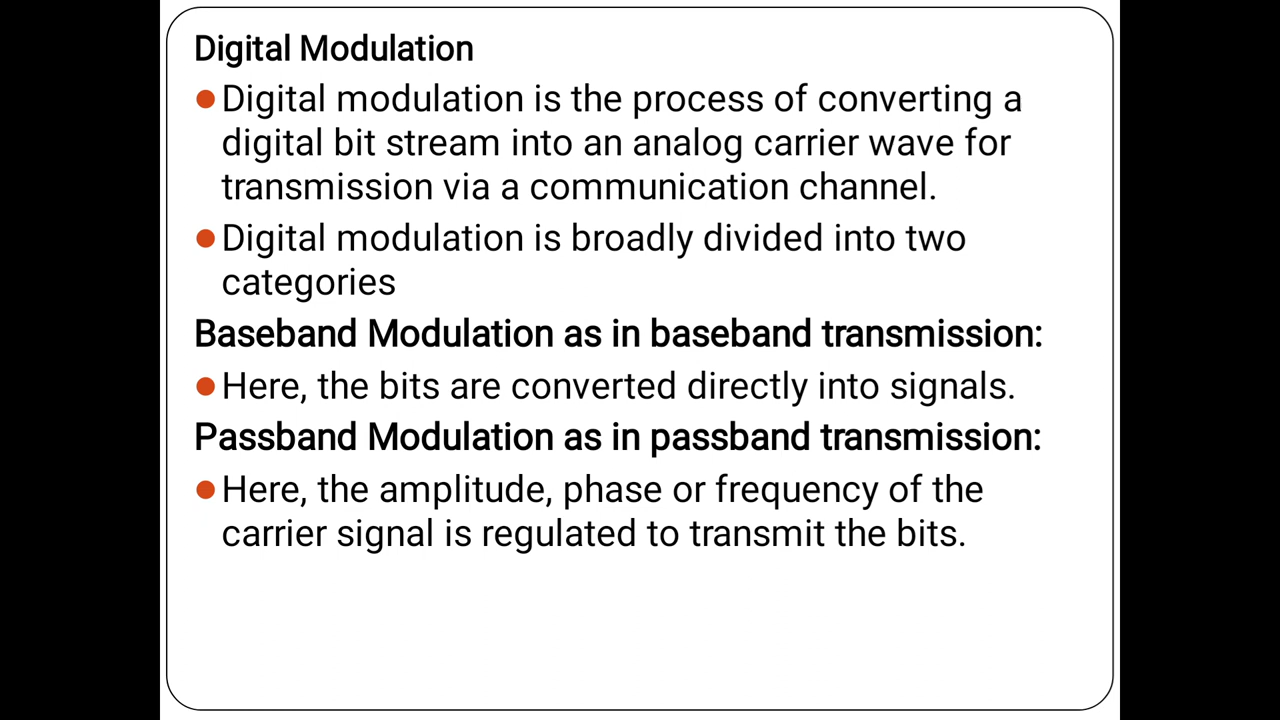 Digital Modulation
Digital modulation is the process of converting a
digital bit stream into an analog carrier wave for
transmission via a communication channel.
Digital modulation is broadly divided into two
categories
Baseband Modulation as in baseband transmission:
Here, the bits are converted directly into signals.
Passband Modulation as in passband transmission:
Here, the amplitude, phase or frequency of the
carrier signal is regulated to transmit the bits.